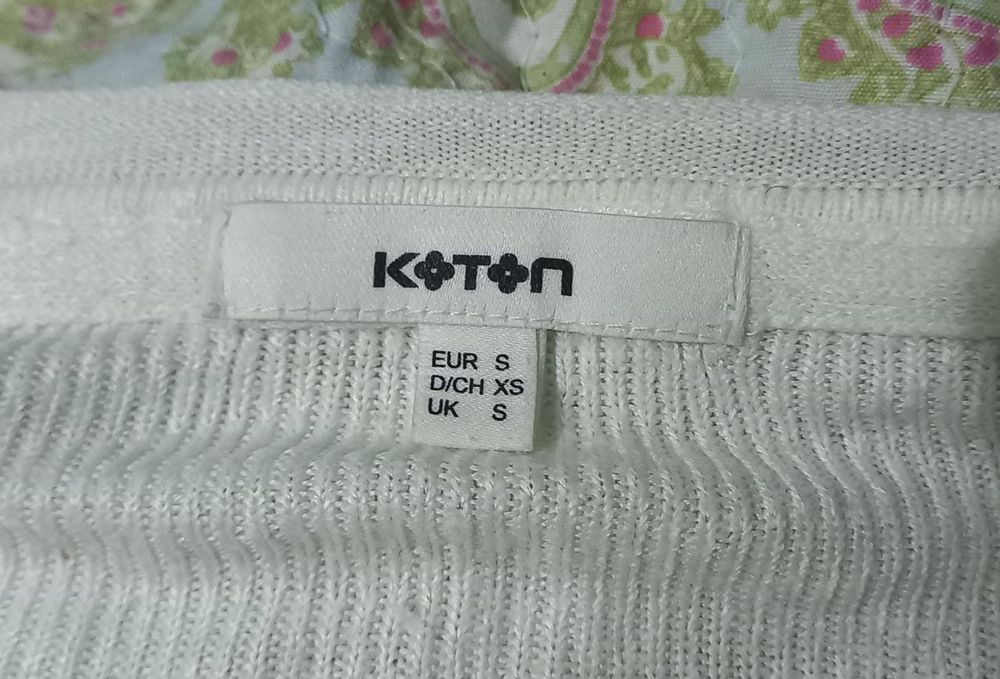 KOTON
EUR S
D/CH XS
UK S